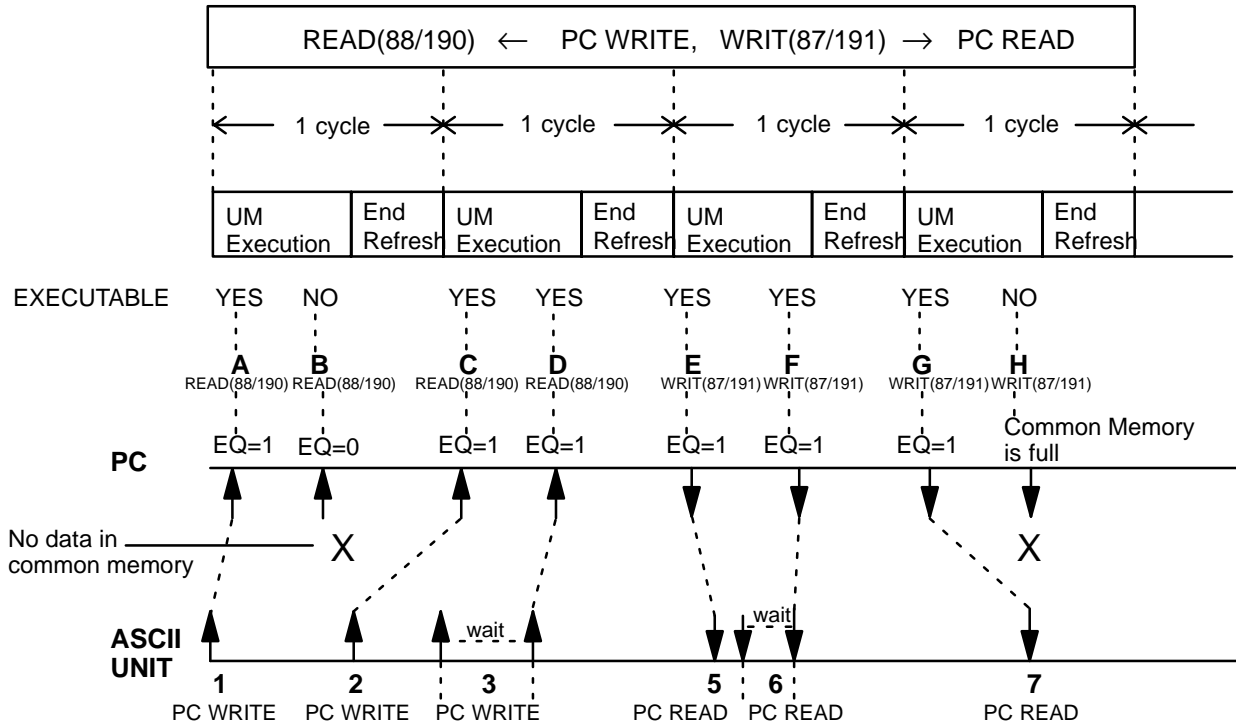 READ(88/190) ← PC WRITE, WRIT(87/191) → PC READ
1 cycle 1 cycle 1 cycle 1 cycle
UM Execution End Refresh UM Execution End Refresh UM Execution End Refresh UM Execution End Refresh
EXECUTABLE YES NO YES YES YES YES YES NO
A B C D E F G H
READ(88/190) READ(88/190) READ(88/190) READ(88/190) WRIT(87/191) WRIT(87/191) WRIT(87/191) WRIT(87/191)
EQ=1 EQ=0 EQ=1 EQ=1 EQ=1 EQ=1 EQ=1 Common Memory is full
PC
No data in common memory X X
wait wait
ASCII UNIT
1 2 3 5 6 7
PC WRITE PC WRITE PC WRITE PC READ PC READ PC READ